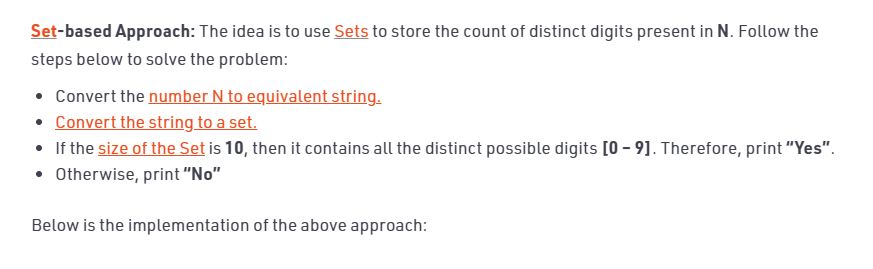 Set-based Approach: The idea is to use Sets to store the count of distinct digits present in N. Follow the
steps below to solve the problem:
• Convert the number N to equivalent string.
• Convert the string to a set.
• If the size of the Set is 10, then it contains all the distinct possible digits [0 – 9]. Therefore, print “Yes”.
• Otherwise, print “No”
Below is the implementation of the above approach: